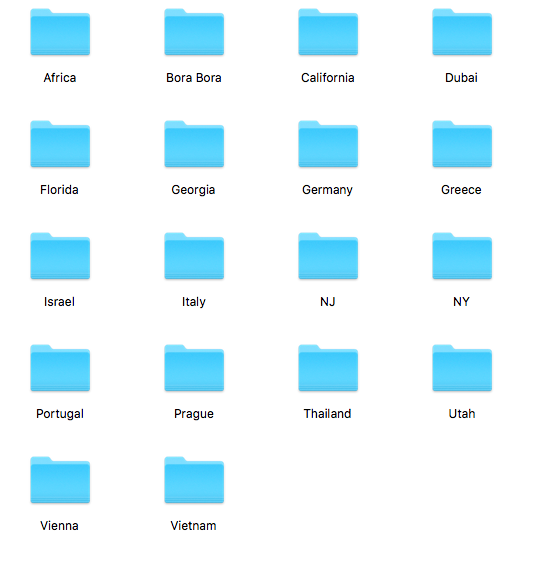 Africa
Bora Bora
California
Dubai
Florida
Georgia
Germany
Greece
Israel
Italy
NJ
NY
Portugal
Prague
Thailand
Utah
Vienna
Vietnam